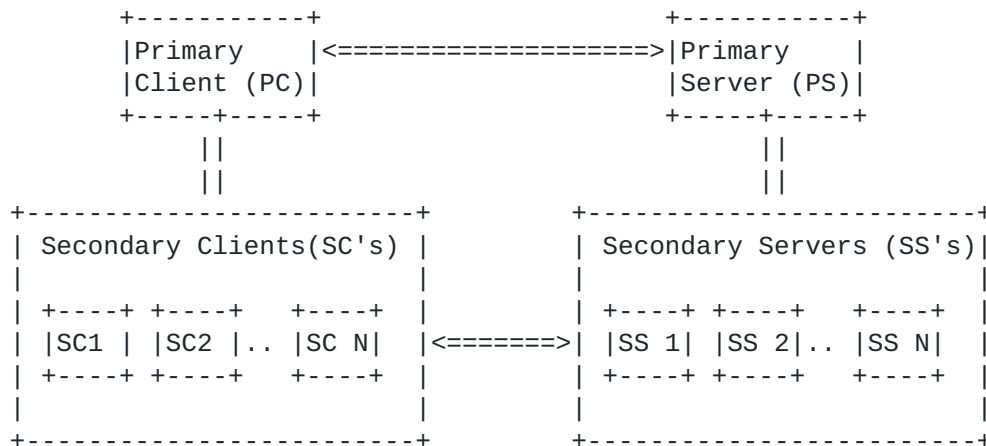 +-----------+                      +-----------+
|Primary    |<====================>|Primary    |
|Client (PC)|                      |Server (PS)|
+-----+-----+                      +-----+-----+
||                                 ||
||                                 ||
+-------------------------+         +-------------------------+
| Secondary Clients(SC's) |         | Secondary Servers (SS's)|
|                         |         |                         |
| +----+ +----+   +----+  |         | +----+ +----+   +----+  |
| |SC1 | |SC2 |.. |SC N|  |<=======>| |SS 1| |SS 2|.. |SS N|  |
| +----+ +----+   +----+  |         | +----+ +----+   +----+  |
|                         |         |                         |
+-------------------------+         +-------------------------+